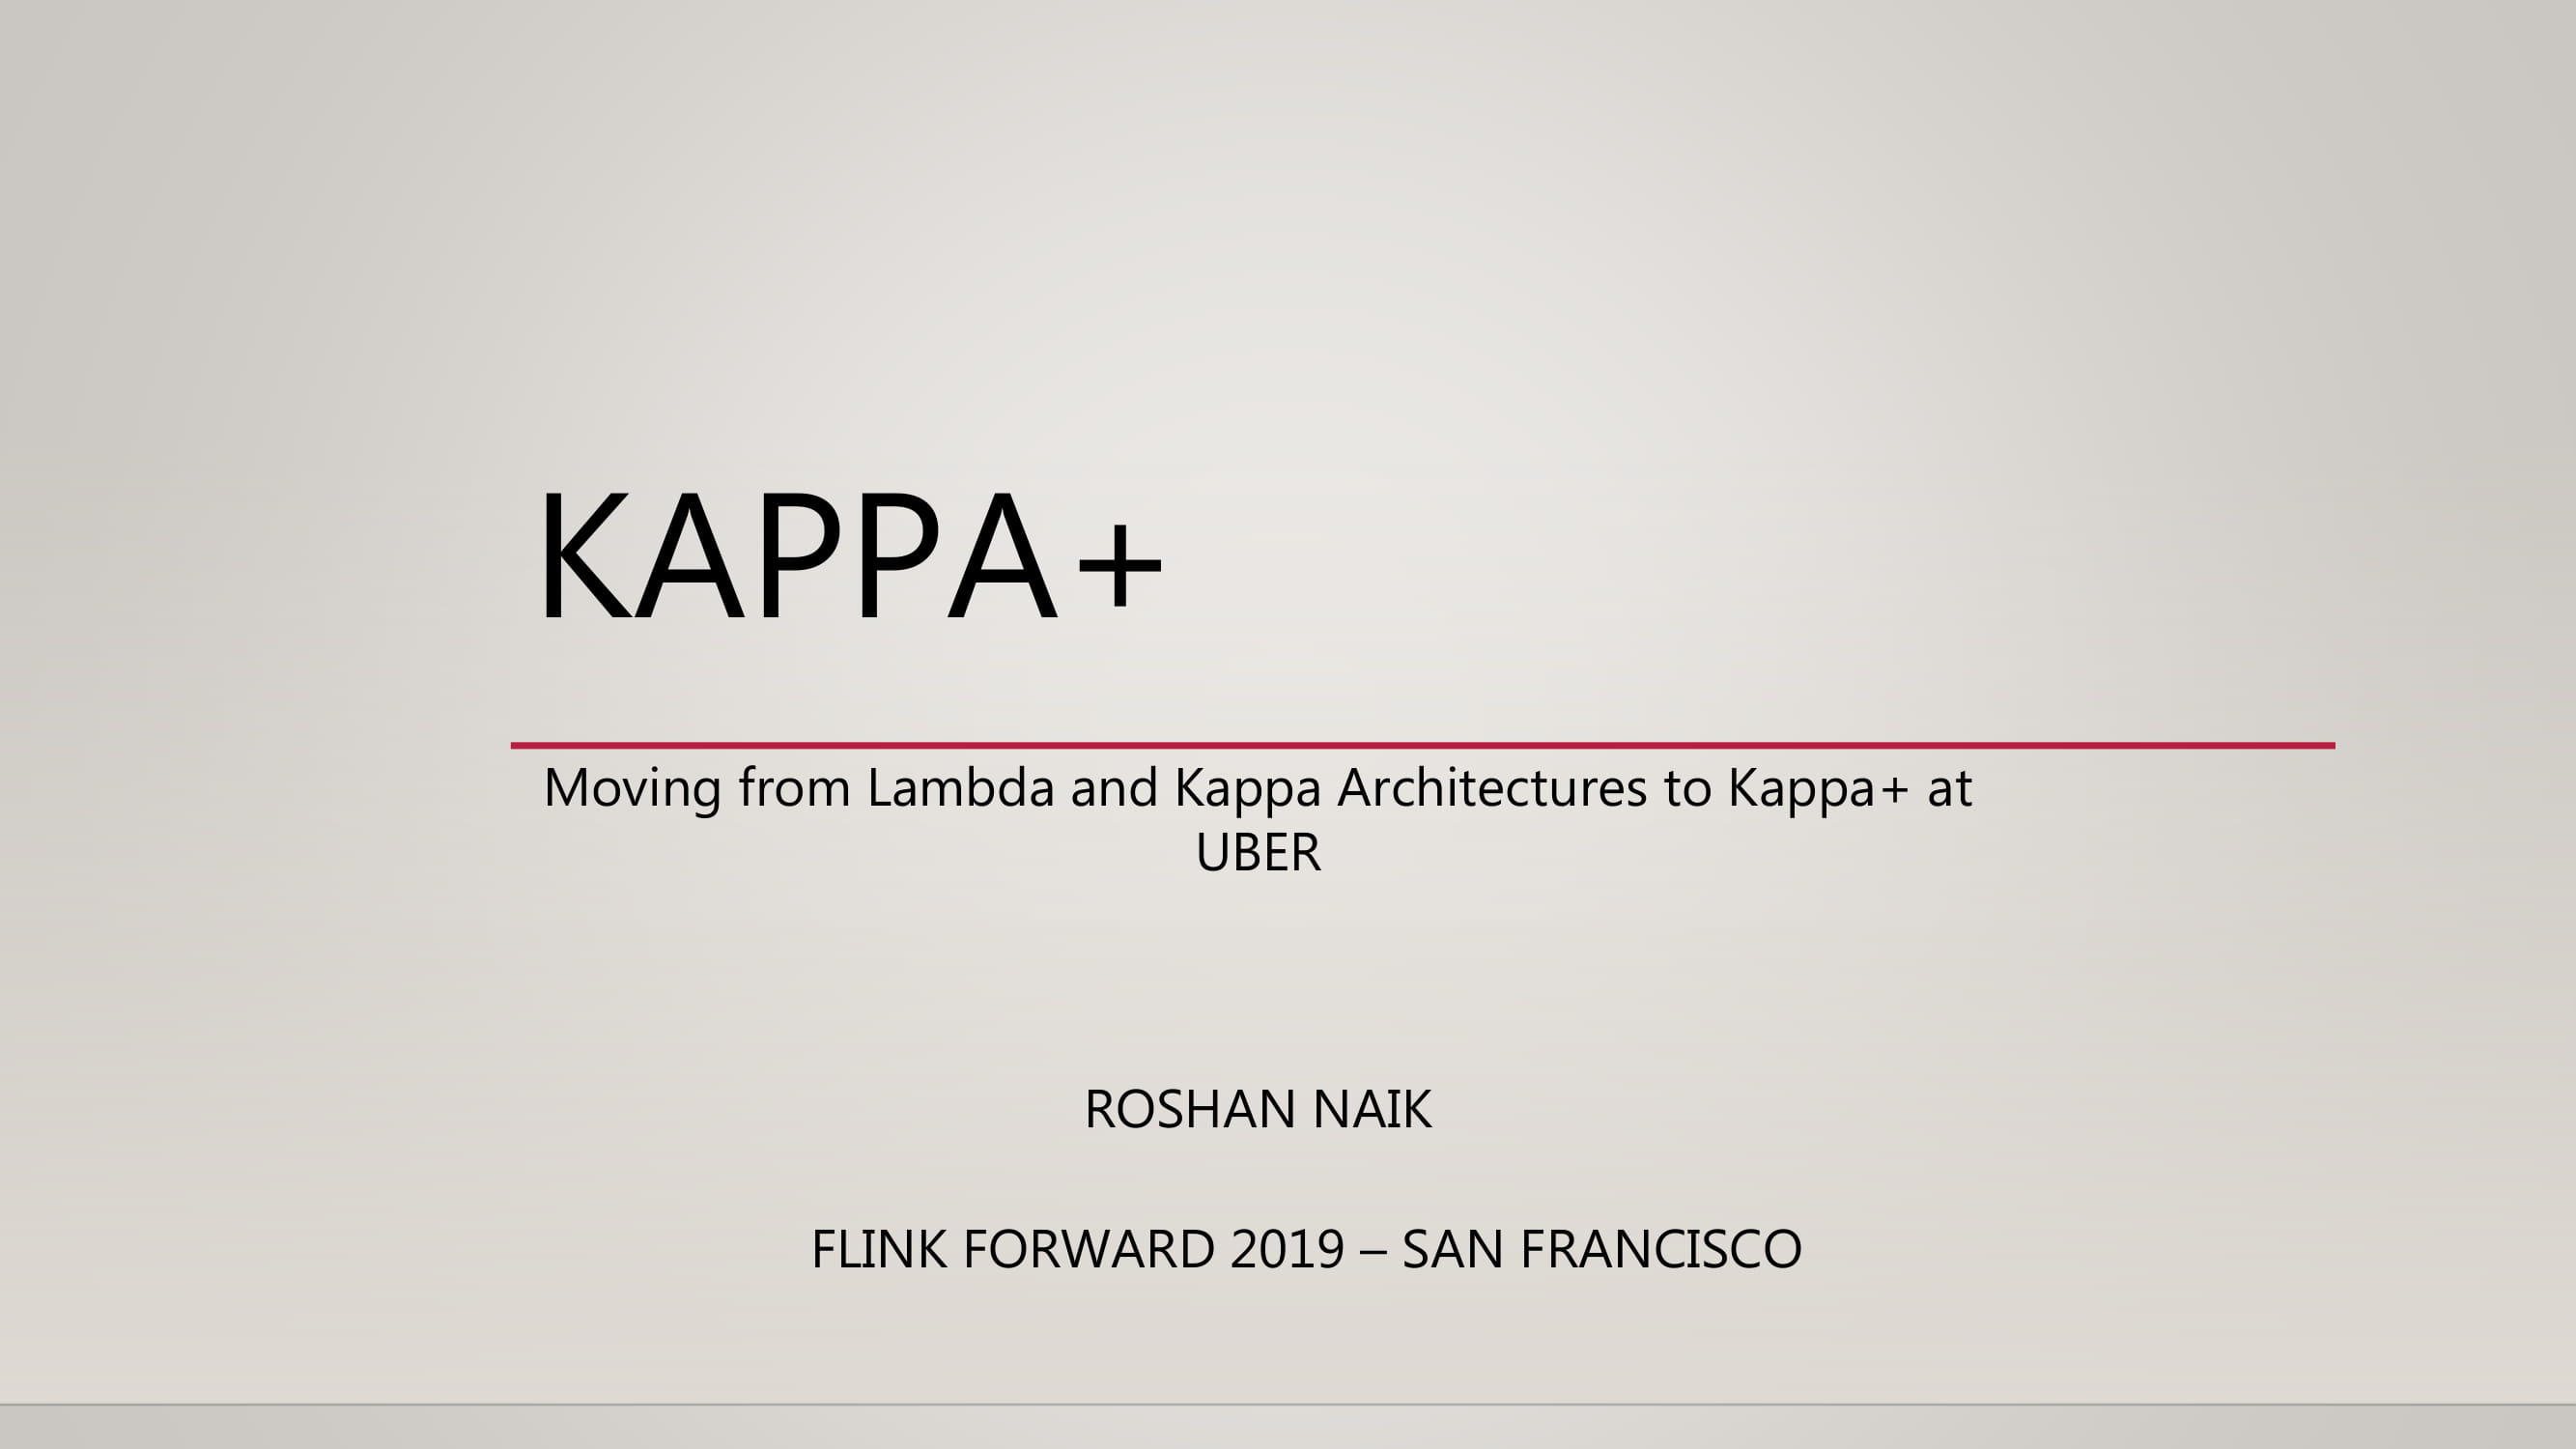 KAPPA+
Moving from Lambda and Kappa Architectures to Kappa+ at
UBER
ROSHAN NAIK
FLINK FORWARD 2019 – SAN FRANCISCO